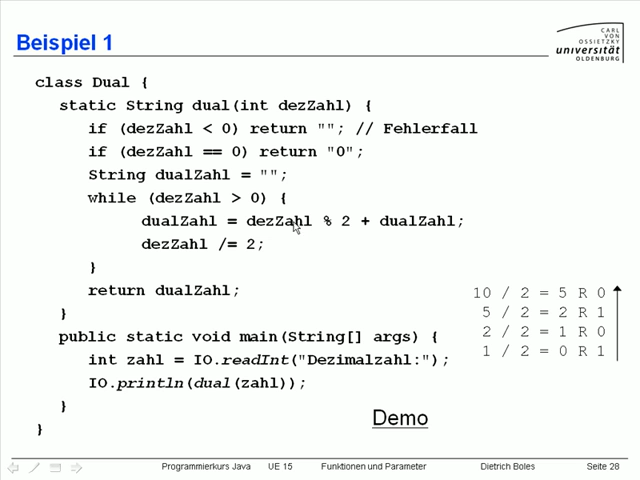 Beispiel 1
CARL
VON
OSSIETZKY
universität
OLDENBURG
class Dual {
static String dual(int dezZahl) {
if (dezZahl < 0) return ""; // Fehlerfall
if (dezZahl == 0) return "0";
String dualZahl = "";
while (dezZahl > 0) {
dualZahl = dezZahl % 2 + dualZahl;
dezZahl /= 2;
}
return dualZahl;
}
public static void main(String[] args) {
int zahl = IO.readInt("Dezimalzahl:");
IO.println(dual(zahl));
}
}
10 / 2 = 5 R 0
5 / 2 = 2 R 1
2 / 2 = 1 R 0
1 / 2 = 0 R 1
Demo
Programmierkurs Java UE 15 Funktionen und Parameter Dietrich Boles Seite 28